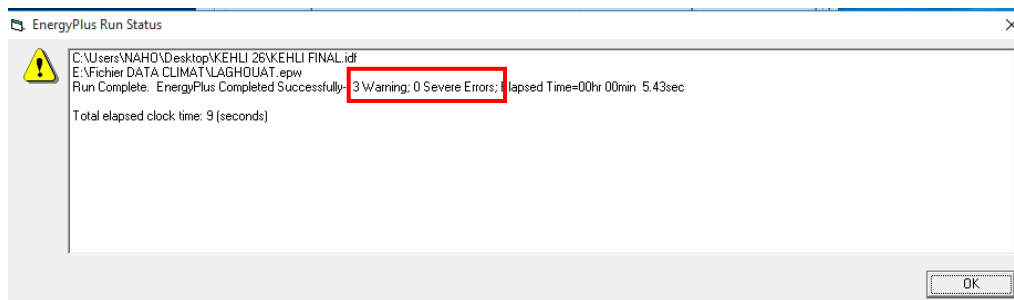 EnergyPlus Run Status
C:\Users\NAHO\Desktop\KEHLI 26\KEHLI FINAL.idf
E:\Fichier DATA CLIMAT\LAGHOUAT.epw
Run Complete. EnergyPlus Completed Successfully-- 3 Warning; 0 Severe Errors; Elapsed Time=00hr 00min 5.43sec
Total elapsed clock time: 9 (seconds)
OK